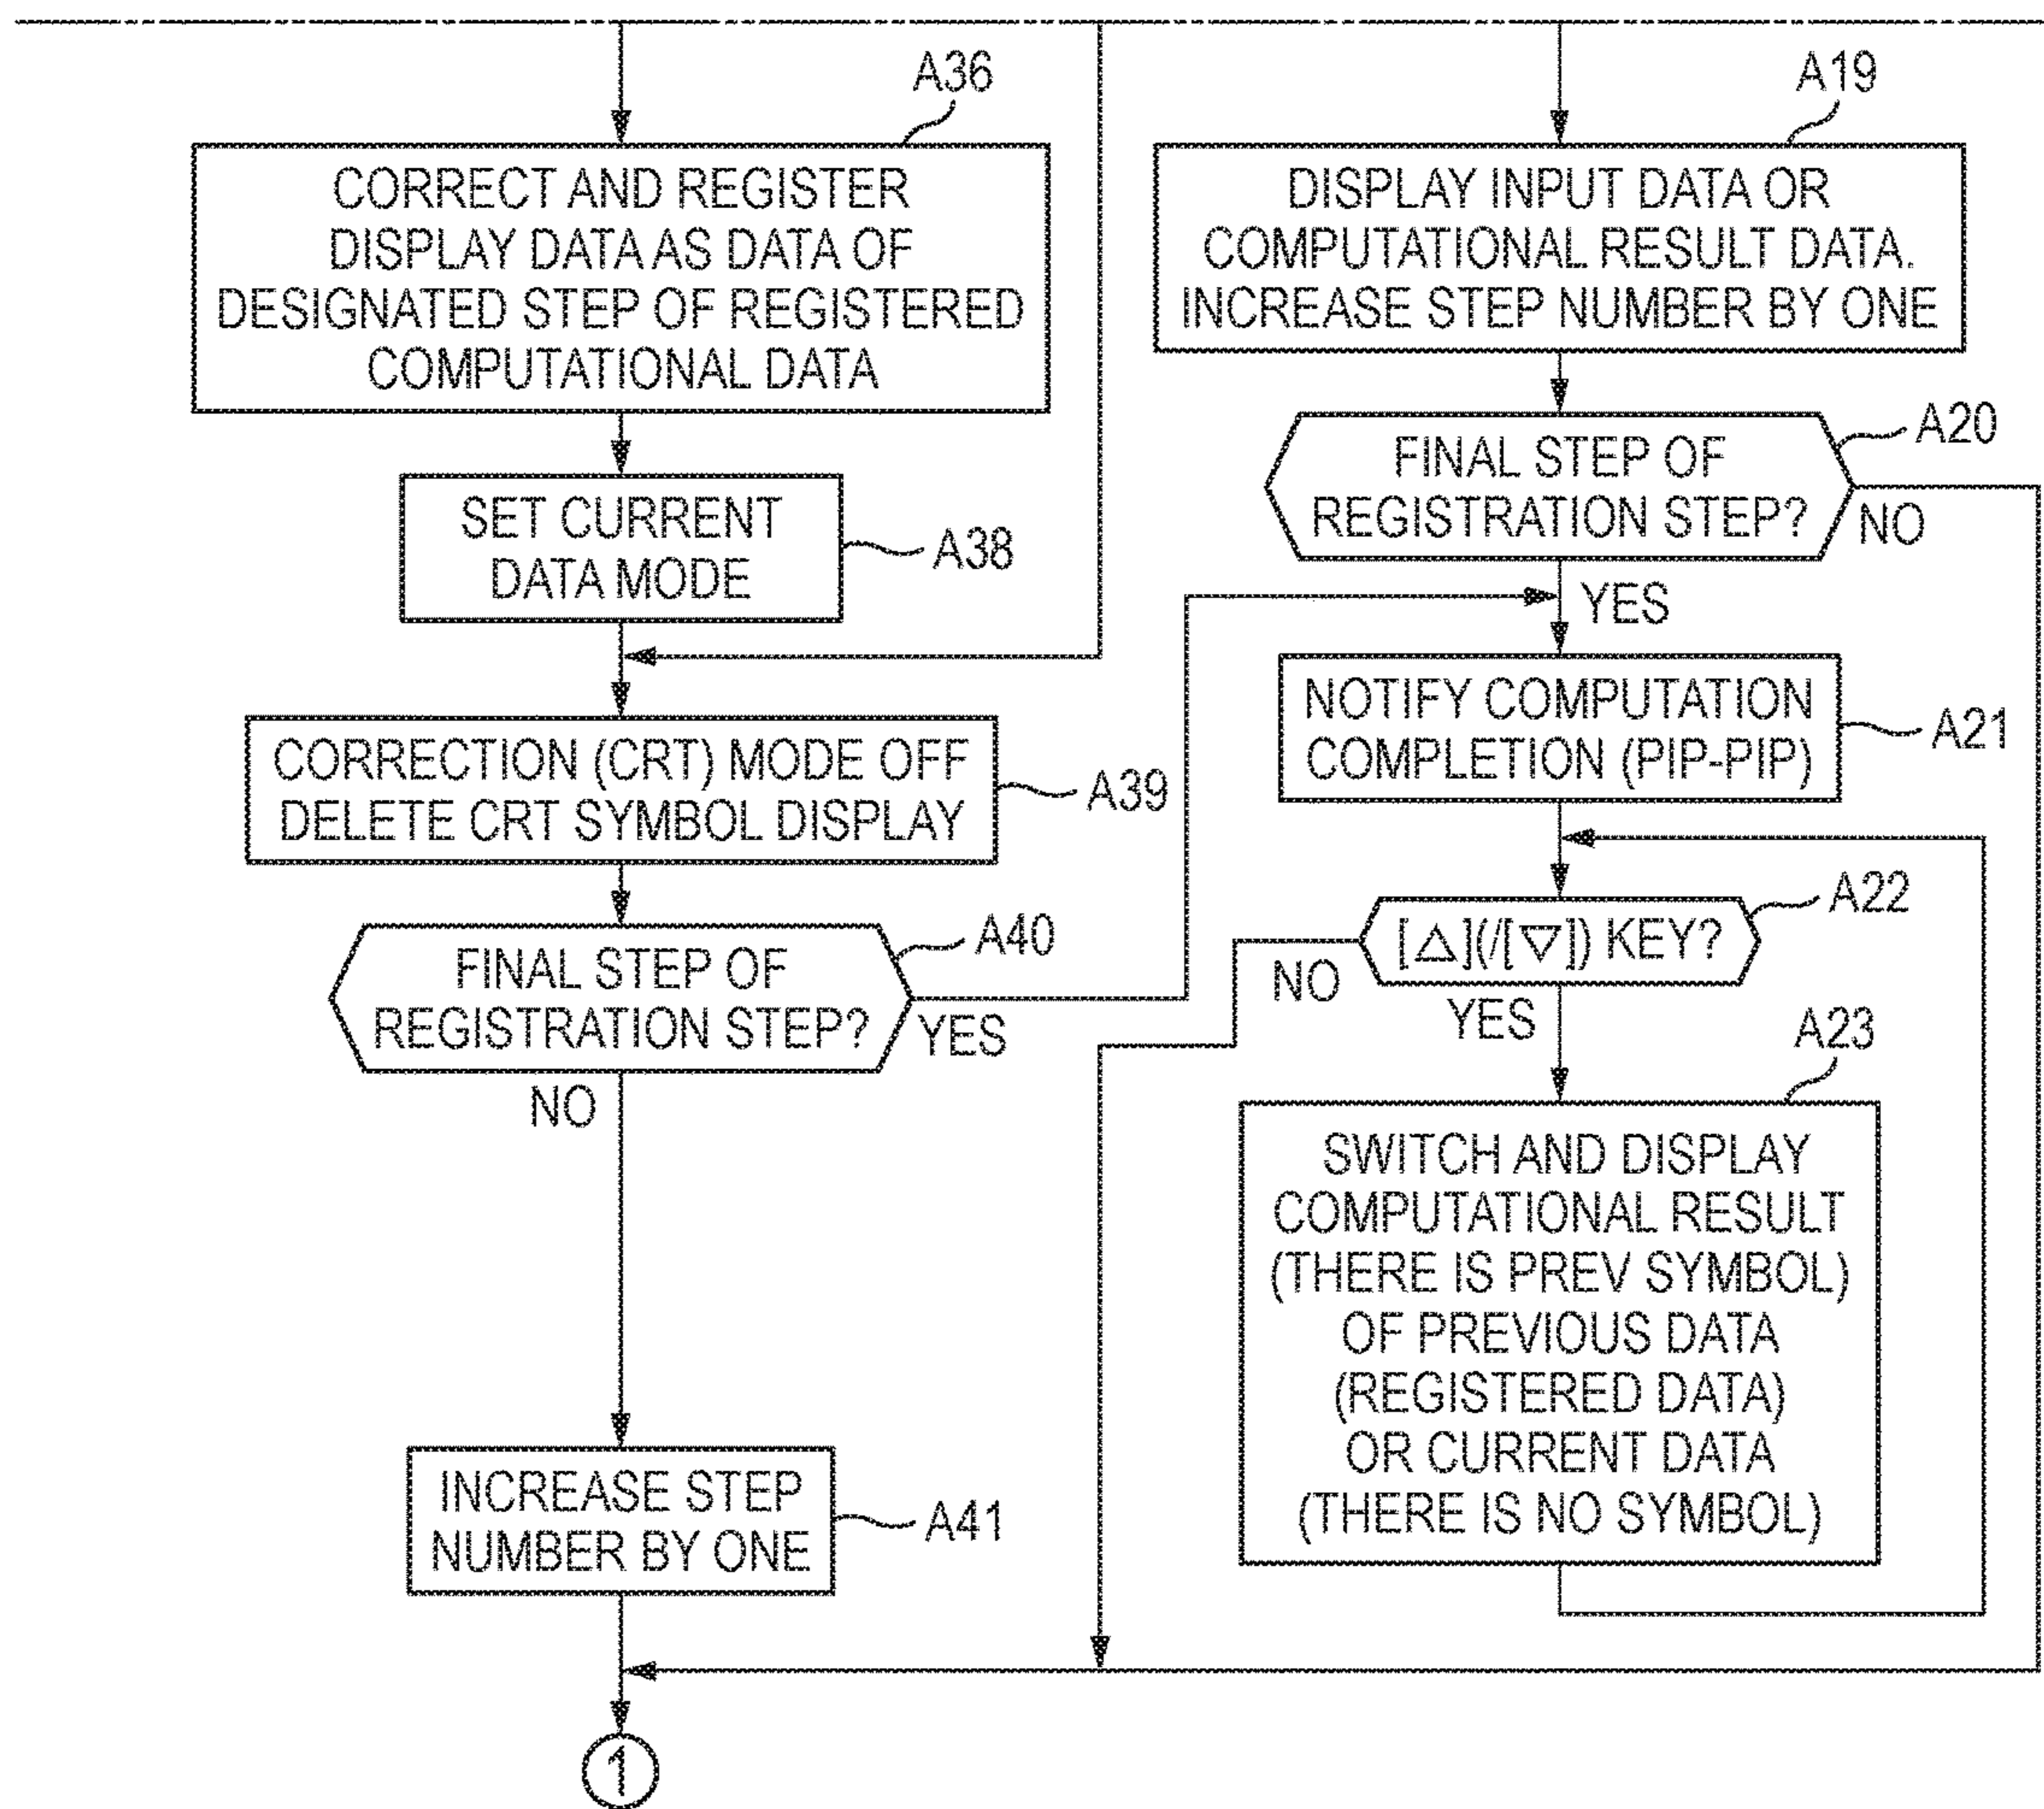 A36
CORRECT AND REGISTER
DISPLAY DATA AS DATA OF
DESIGNATED STEP OF REGISTERED
COMPUTATIONAL DATA
SET CURRENT
DATA MODE
A38
CORRECTION (CRT) MODE OFF
DELETE CRT SYMBOL DISPLAY
A39
FINAL STEP OF
REGISTRATION STEP?
A40
YES
NO
INCREASE STEP
NUMBER BY ONE
A41
1
A19
DISPLAY INPUT DATA OR
COMPUTATIONAL RESULT DATA.
INCREASE STEP NUMBER BY ONE
A20
FINAL STEP OF
REGISTRATION STEP?
NO
YES
NOTIFY COMPUTATION
COMPLETION (PIP-PIP)
A21
A22
[△](/[▽]) KEY?
NO
YES
A23
SWITCH AND DISPLAY
COMPUTATIONAL RESULT
(THERE IS PREV SYMBOL)
OF PREVIOUS DATA
(REGISTERED DATA)
OR CURRENT DATA
(THERE IS NO SYMBOL)